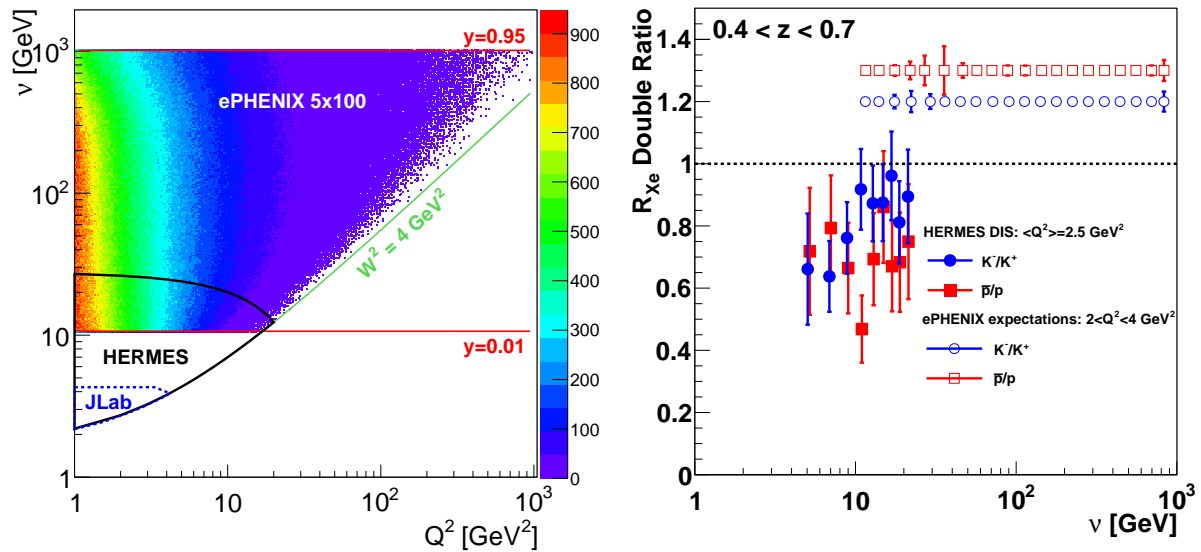 ν [GeV]
10³
10²
10
1
1
10
10²
10³
Q² [GeV²]
y=0.95
ePHENIX 5x100
W² = 4 GeV²
y=0.01
HERMES
JLab
900
800
700
600
500
400
300
200
100
0
R_Xe Double Ratio
0.4 < z < 0.7
1.4
1.2
1
0.8
0.6
0.4
0.2
0
HERMES DIS: <Q²>=2.5 GeV²
K⁻/K⁺
p̅/p
ePHENIX expectations: 2<Q²<4 GeV²
K⁻/K⁺
p̅/p
1
10
10²
10³
ν [GeV]